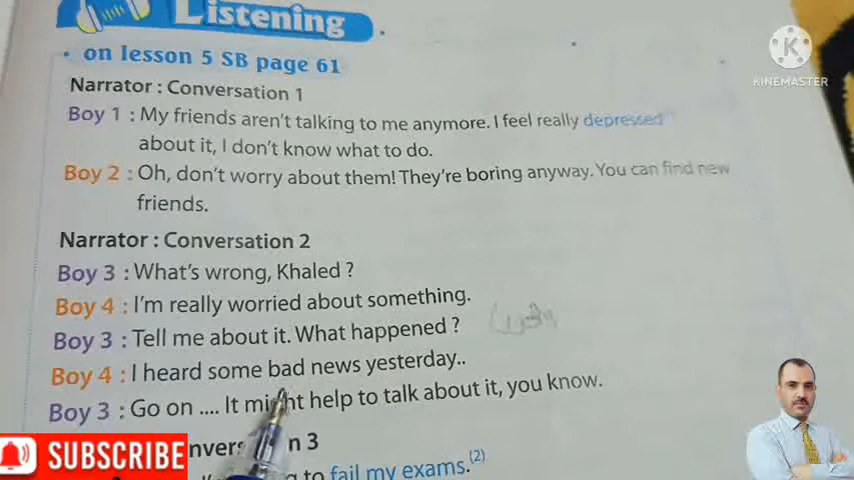 Listening
• on lesson 5 SB page 61
Narrator : Conversation 1
Boy 1 : My friends aren't talking to me anymore. I feel really depressed
about it, I don't know what to do.
Boy 2 : Oh, don't worry about them! They're boring anyway. You can find new
friends.
Narrator : Conversation 2
Boy 3 : What's wrong, Khaled ?
Boy 4 : I'm really worried about something.
Boy 3 : Tell me about it. What happened ?
Boy 4 : I heard some bad news yesterday..
Boy 3 : Go on .... It might help to talk about it, you know.
3
to fail my exams.(2)
K
KINEMASTER
SUBSCRIBE